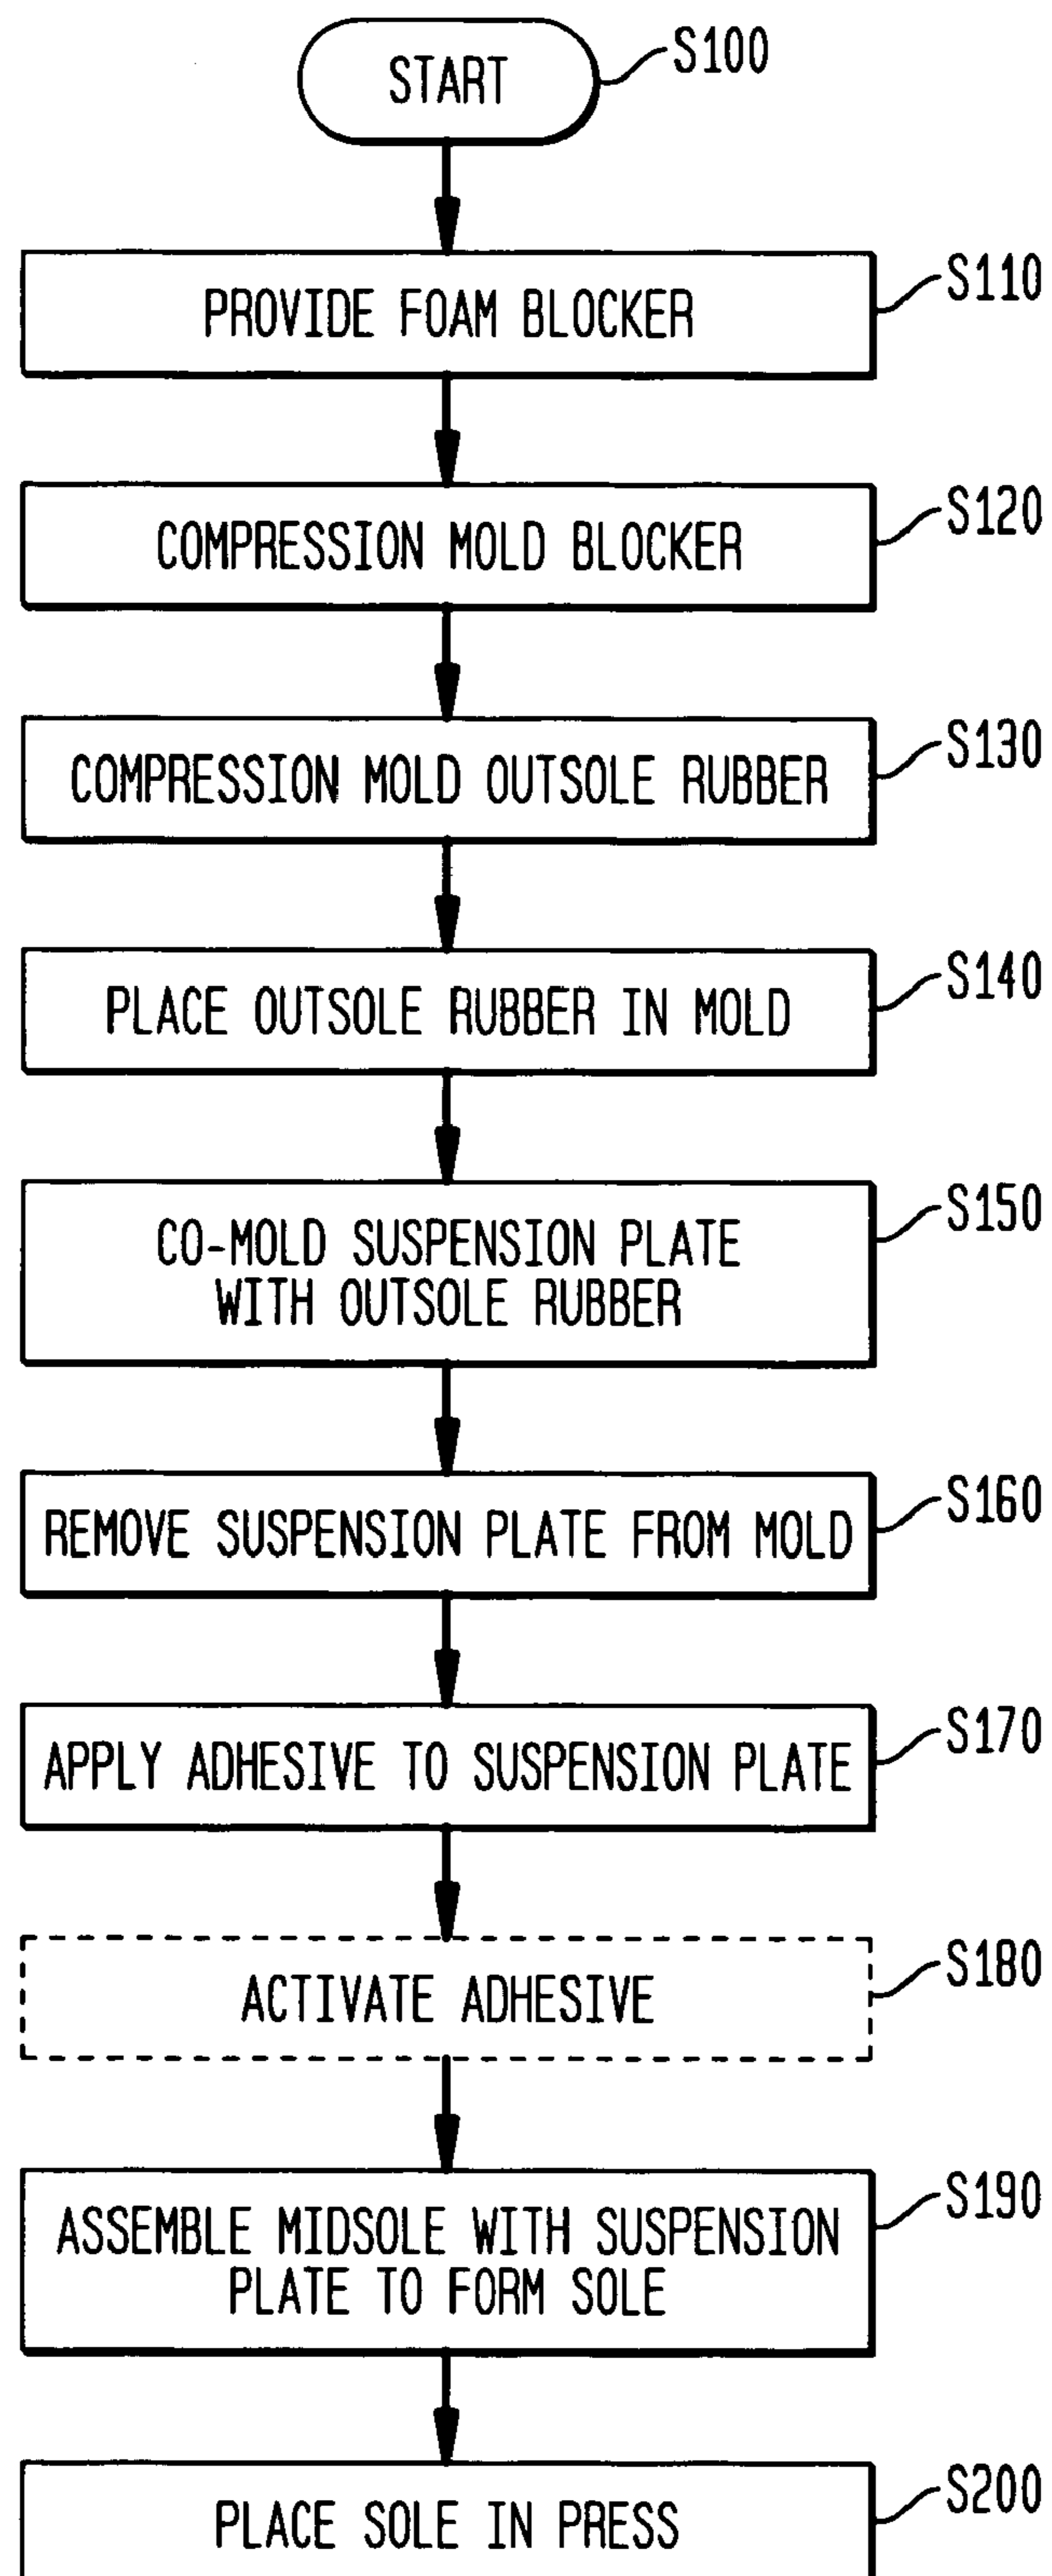 START
S100
PROVIDE FOAM BLOCKER
S110
COMPRESSION MOLD BLOCKER
S120
COMPRESSION MOLD OUTSOLE RUBBER
S130
PLACE OUTSOLE RUBBER IN MOLD
S140
CO-MOLD SUSPENSION PLATE
WITH OUTSOLE RUBBER
S150
REMOVE SUSPENSION PLATE FROM MOLD
S160
APPLY ADHESIVE TO SUSPENSION PLATE
S170
ACTIVATE ADHESIVE
S180
ASSEMBLE MIDSOLE WITH SUSPENSION
PLATE TO FORM SOLE
S190
PLACE SOLE IN PRESS
S200